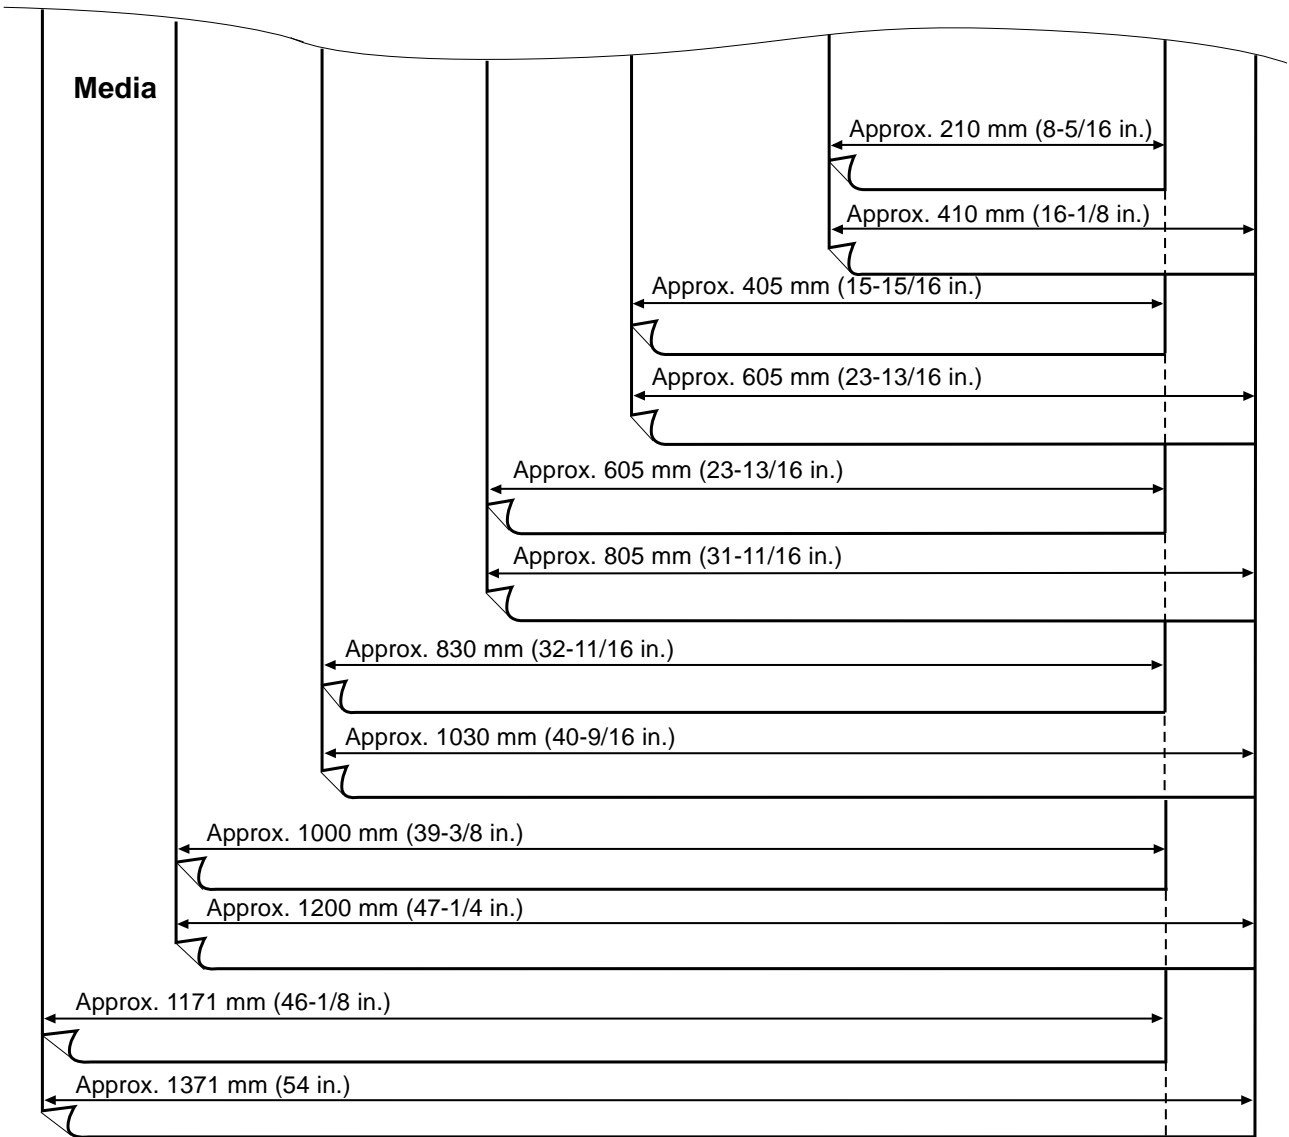 Media
Approx. 210 mm (8-5/16 in.)
Approx. 410 mm (16-1/8 in.)
Approx. 405 mm (15-15/16 in.)
Approx. 605 mm (23-13/16 in.)
Approx. 605 mm (23-13/16 in.)
Approx. 805 mm (31-11/16 in.)
Approx. 830 mm (32-11/16 in.)
Approx. 1030 mm (40-9/16 in.)
Approx. 1000 mm (39-3/8 in.)
Approx. 1200 mm (47-1/4 in.)
Approx. 1171 mm (46-1/8 in.)
Approx. 1371 mm (54 in.)